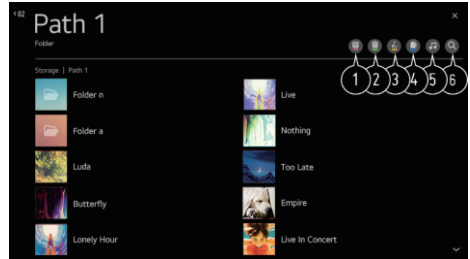 ‹02
Path 1
×
Folder
1 2 3 4 5 6
Storage | Path 1
Folder n
Live
Folder a
Nothing
Luda
Too Late
Butterfly
Empire
Lonely Hour
Live In Concert